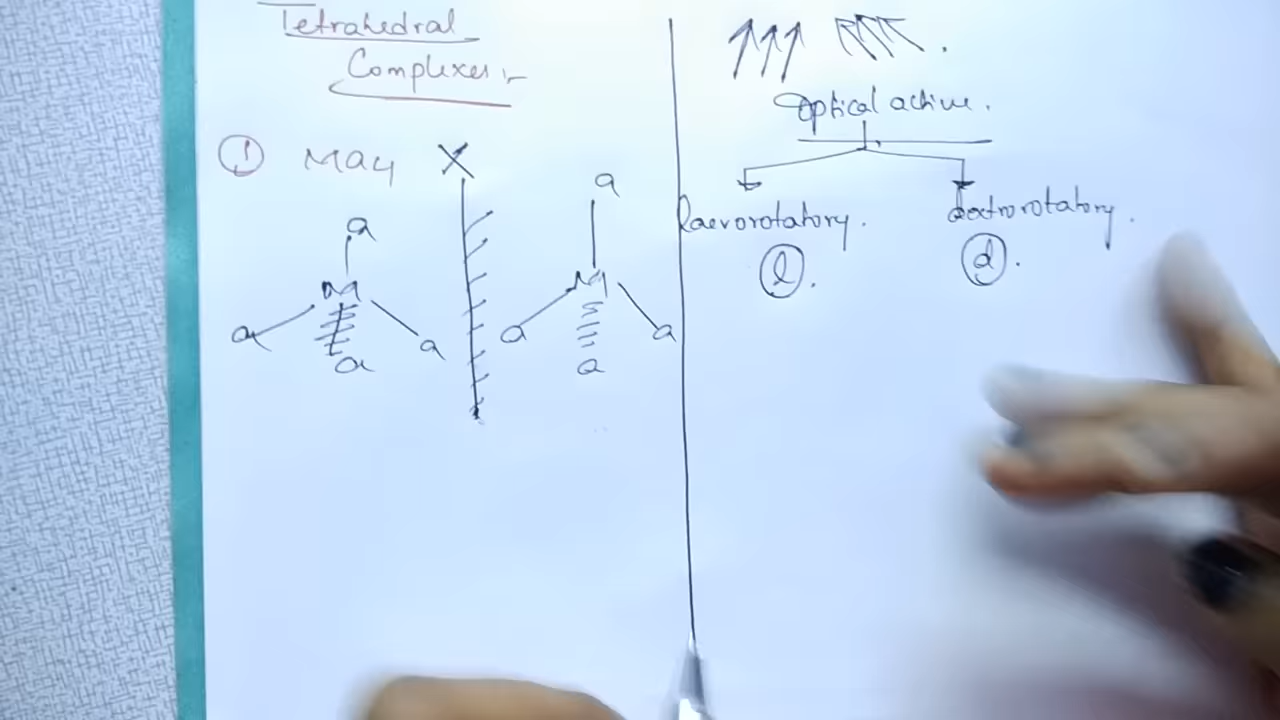 Tetrahedral
Complexes :-
① Ma4 X
a
M
a a
a
a
M
a a
a
Optical active.
laevorotatory.
ⓛ.
dextrorotatory.
ⓓ.